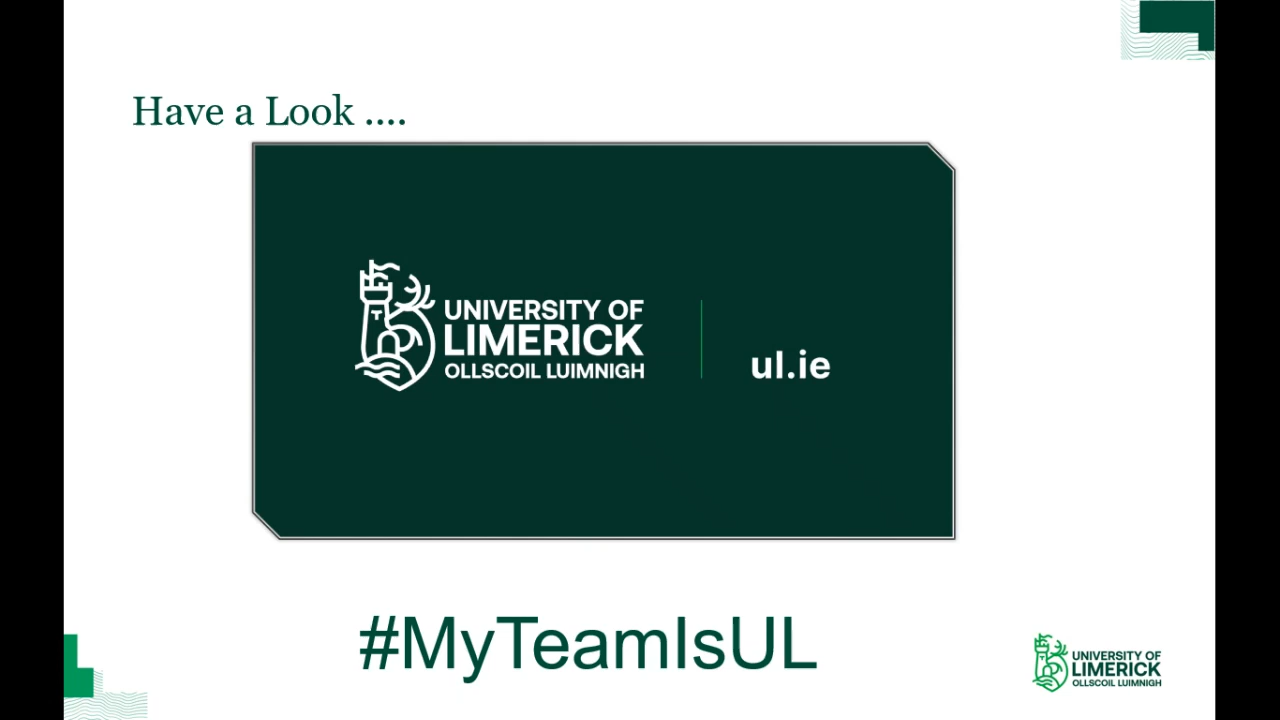 Have a Look ....
UNIVERSITY OF
LIMERICK
OLLSCOIL LUIMNIGH
ul.ie
#MyTeamIsUL
UNIVERSITY OF
LIMERICK
OLLSCOIL LUIMNIGH